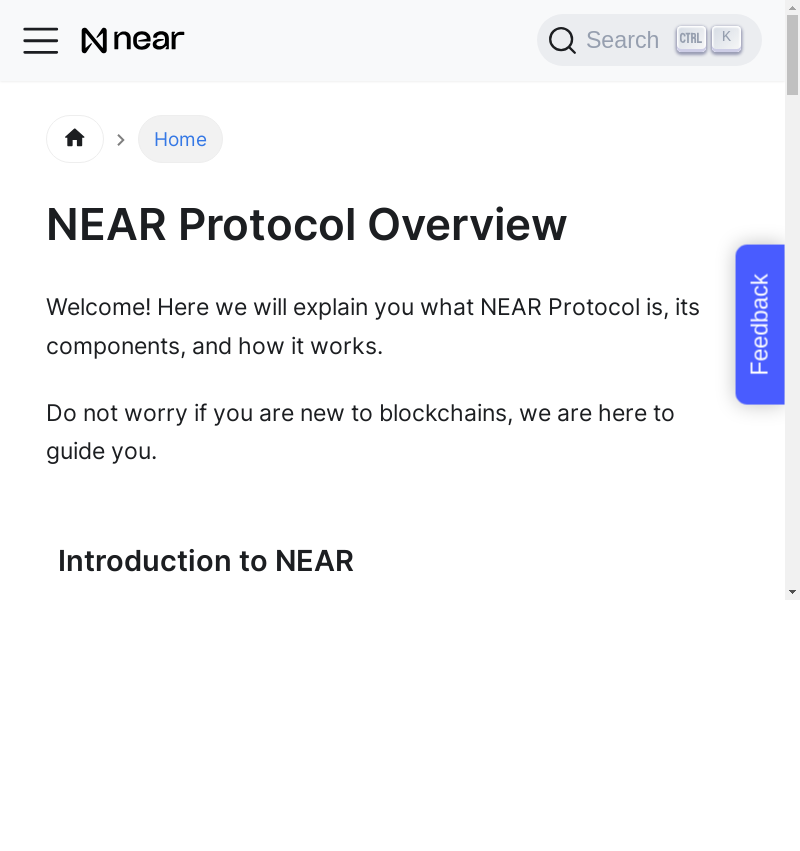 near
Search CTRL K
Home
NEAR Protocol Overview
Welcome! Here we will explain you what NEAR Protocol is, its
components, and how it works.
Feedback
Do not worry if you are new to blockchains, we are here to
guide you.
Introduction to NEAR